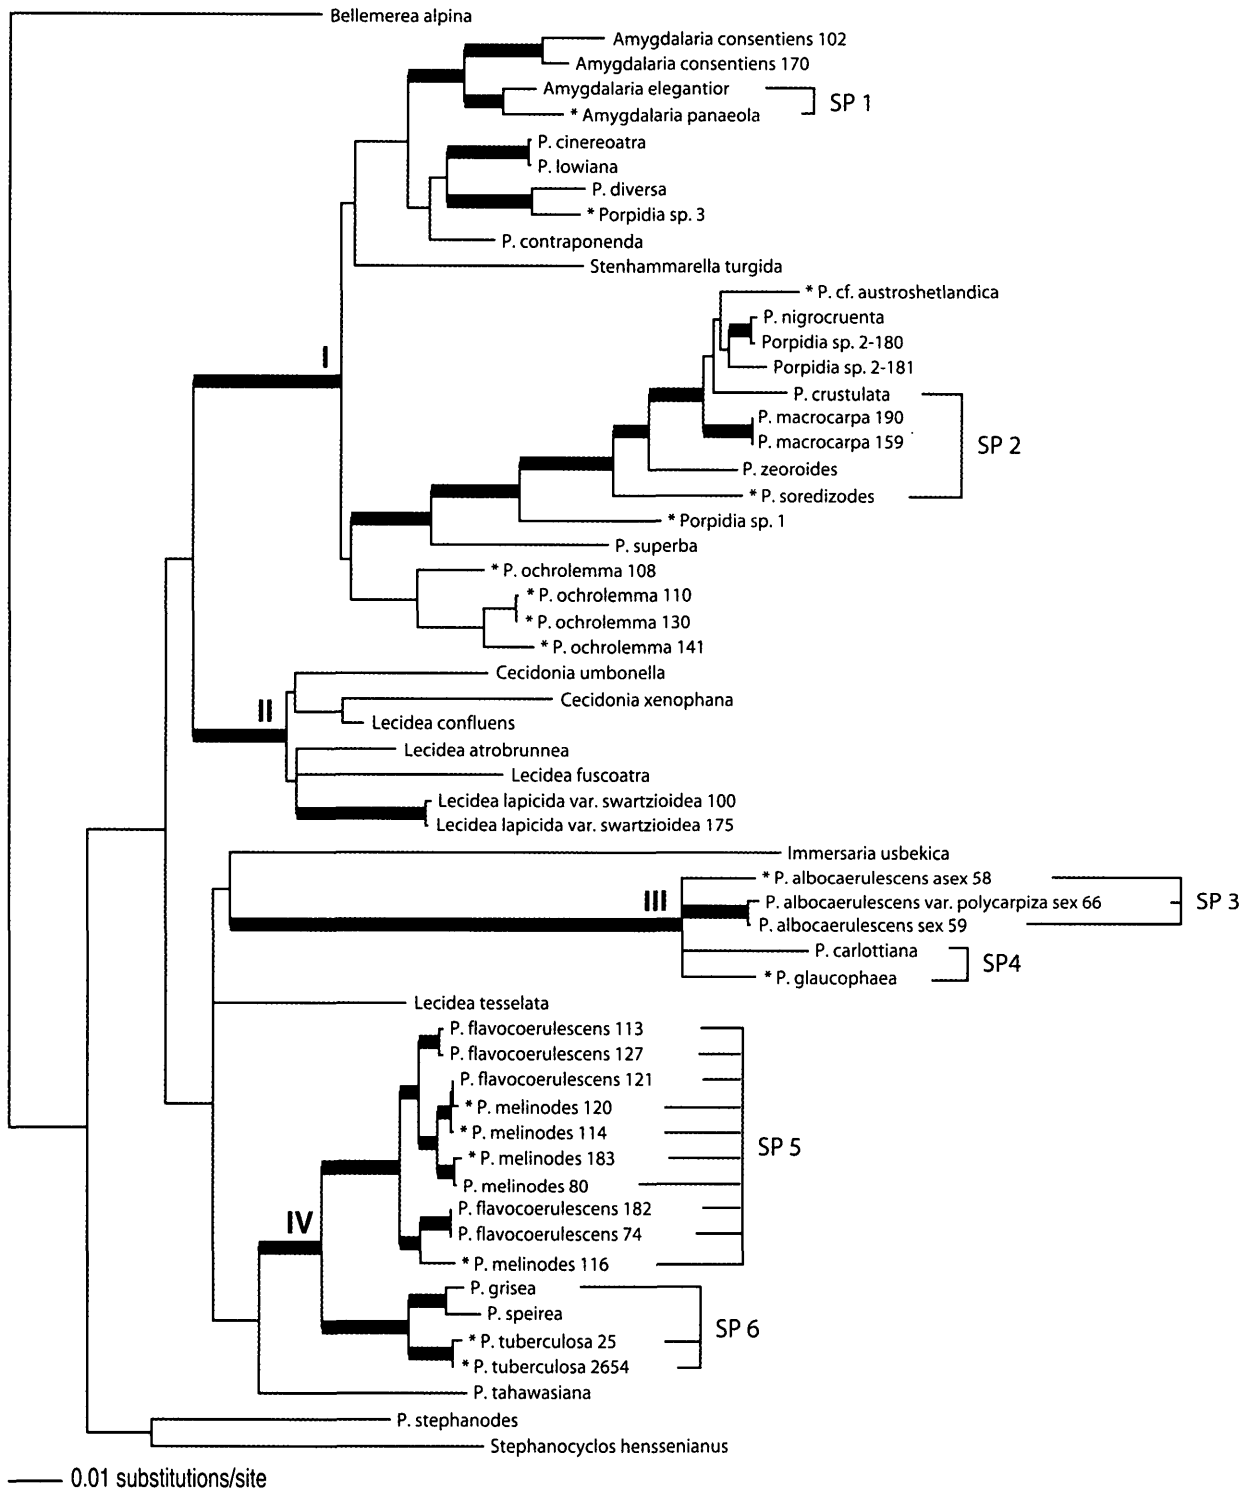 Bellemerea alpina
Amygdalaria consentiens 102
Amygdalaria consentiens 170
Amygdalaria elegantior
SP 1
* Amygdalaria panaeola
P. cinereoatra
P. lowiana
P. diversa
* Porpidia sp. 3
P. contraponenda
Stenhammarella turgida
* P. cf. austroshetlandica
P. nigrocruenta
Porpidia sp. 2-180
I
Porpidia sp. 2-181
P. crustulata
P. macrocarpa 190
P. macrocarpa 159
SP 2
P. zeoroides
* P. soredizodes
* Porpidia sp. 1
P. superba
* P. ochrolemma 108
* P. ochrolemma 110
* P. ochrolemma 130
* P. ochrolemma 141
Cecidonia umbonella
Cecidonia xenophana
II
Lecidea confluens
Lecidea atrobrunnea
Lecidea fuscoatra
Lecidea lapicida var. swartzioidea 100
Lecidea lapicida var. swartzioidea 175
Immersaria usbekica
* P. albocaerulescens asex 58
III
P. albocaerulescens var. polycarpiza sex 66
SP 3
P. albocaerulescens sex 59
P. carlottiana
SP4
* P. glaucophaea
Lecidea tesselata
P. flavocoerulescens 113
P. flavocoerulescens 127
P. flavocoerulescens 121
* P. melinodes 120
* P. melinodes 114
SP 5
* P. melinodes 183
P. melinodes 80
P. flavocoerulescens 182
IV
P. flavocoerulescens 74
* P. melinodes 116
P. grisea
P. speirea
SP 6
* P. tuberculosa 25
* P. tuberculosa 2654
P. tahawasiana
P. stephanodes
Stephanocyclos henssenianus
0.01 substitutions/site